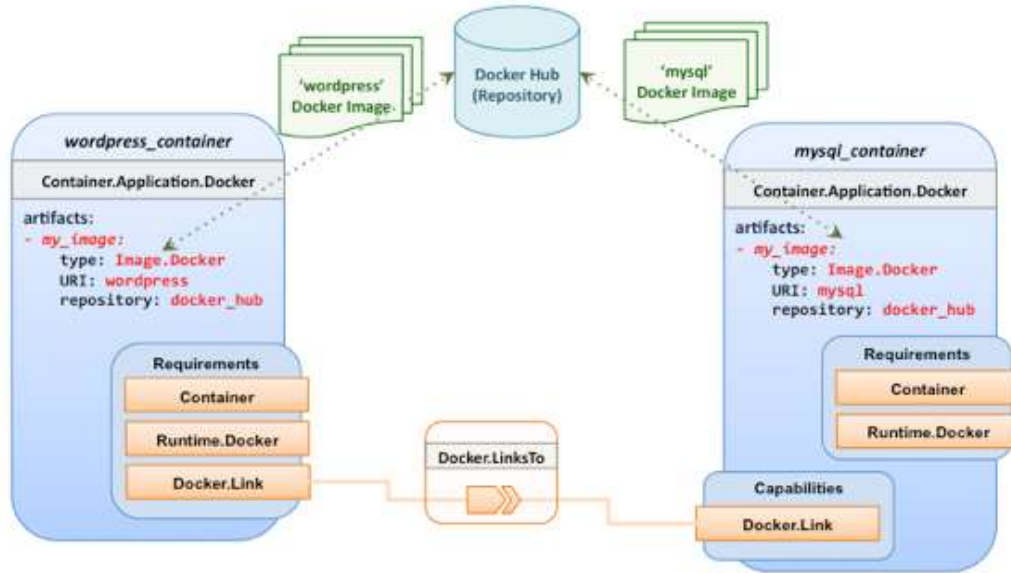 'wordpress'
Docker Image
Docker Hub
(Repository)
'mysql'
Docker Image
wordpress_container
Container.Application.Docker
artifacts:
- my_image:
type: Image.Docker
URI: wordpress
repository: docker_hub
Requirements
Container
Runtime.Docker
Docker.Link
Docker.LinksTo
mysql_container
Container.Application.Docker
artifacts:
- my_image:
type: Image.Docker
URI: mysql
repository: docker_hub
Requirements
Container
Runtime.Docker
Capabilities
Docker.Link